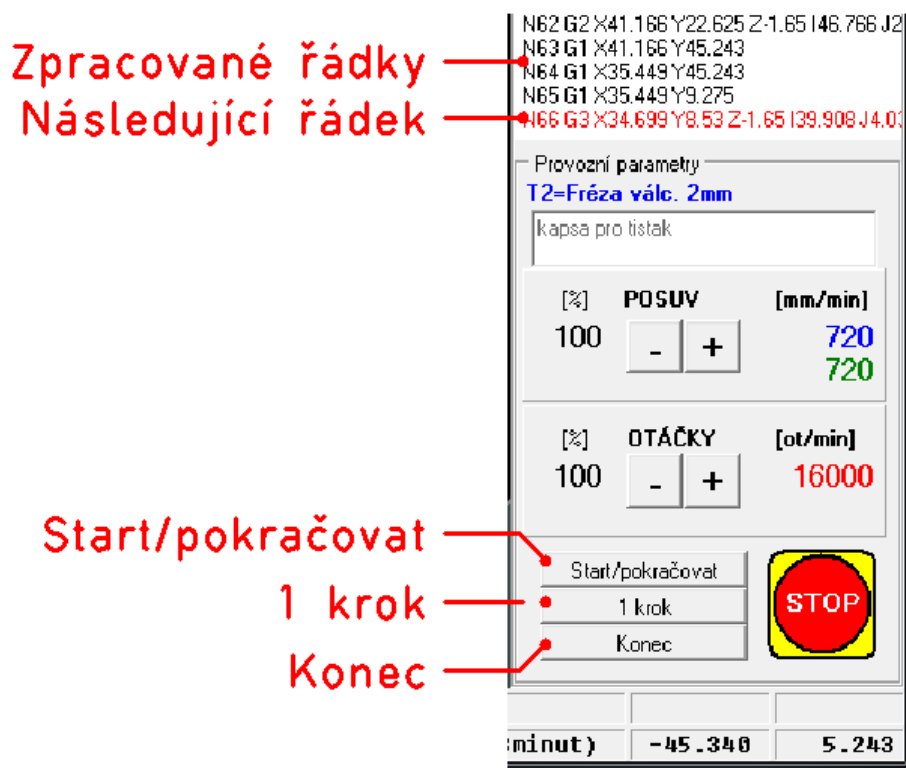 N62 G2 X41.166 Y22.625 Z-1.65 I46.766 J2
Zpracované řádky
N63 G1 X41.166 Y45.243
N64 G1 X35.449 Y45.243
N65 G1 X35.449 Y9.275
Následující řádek
N66 G3 X34.699 Y8.53 Z-1.65 I39.908 J4.03
Provozní parametry
T2=Fréza válc. 2mm
kapsa pro tistak
[%] POSUV [mm/min]
100 - + 720
720
[%] OTÁČKY [ot/min]
100 - + 16000
Start/pokračovat
Start/pokračovat
1 krok
1 krok
STOP
Konec
Konec
minut) -45.340 5.243